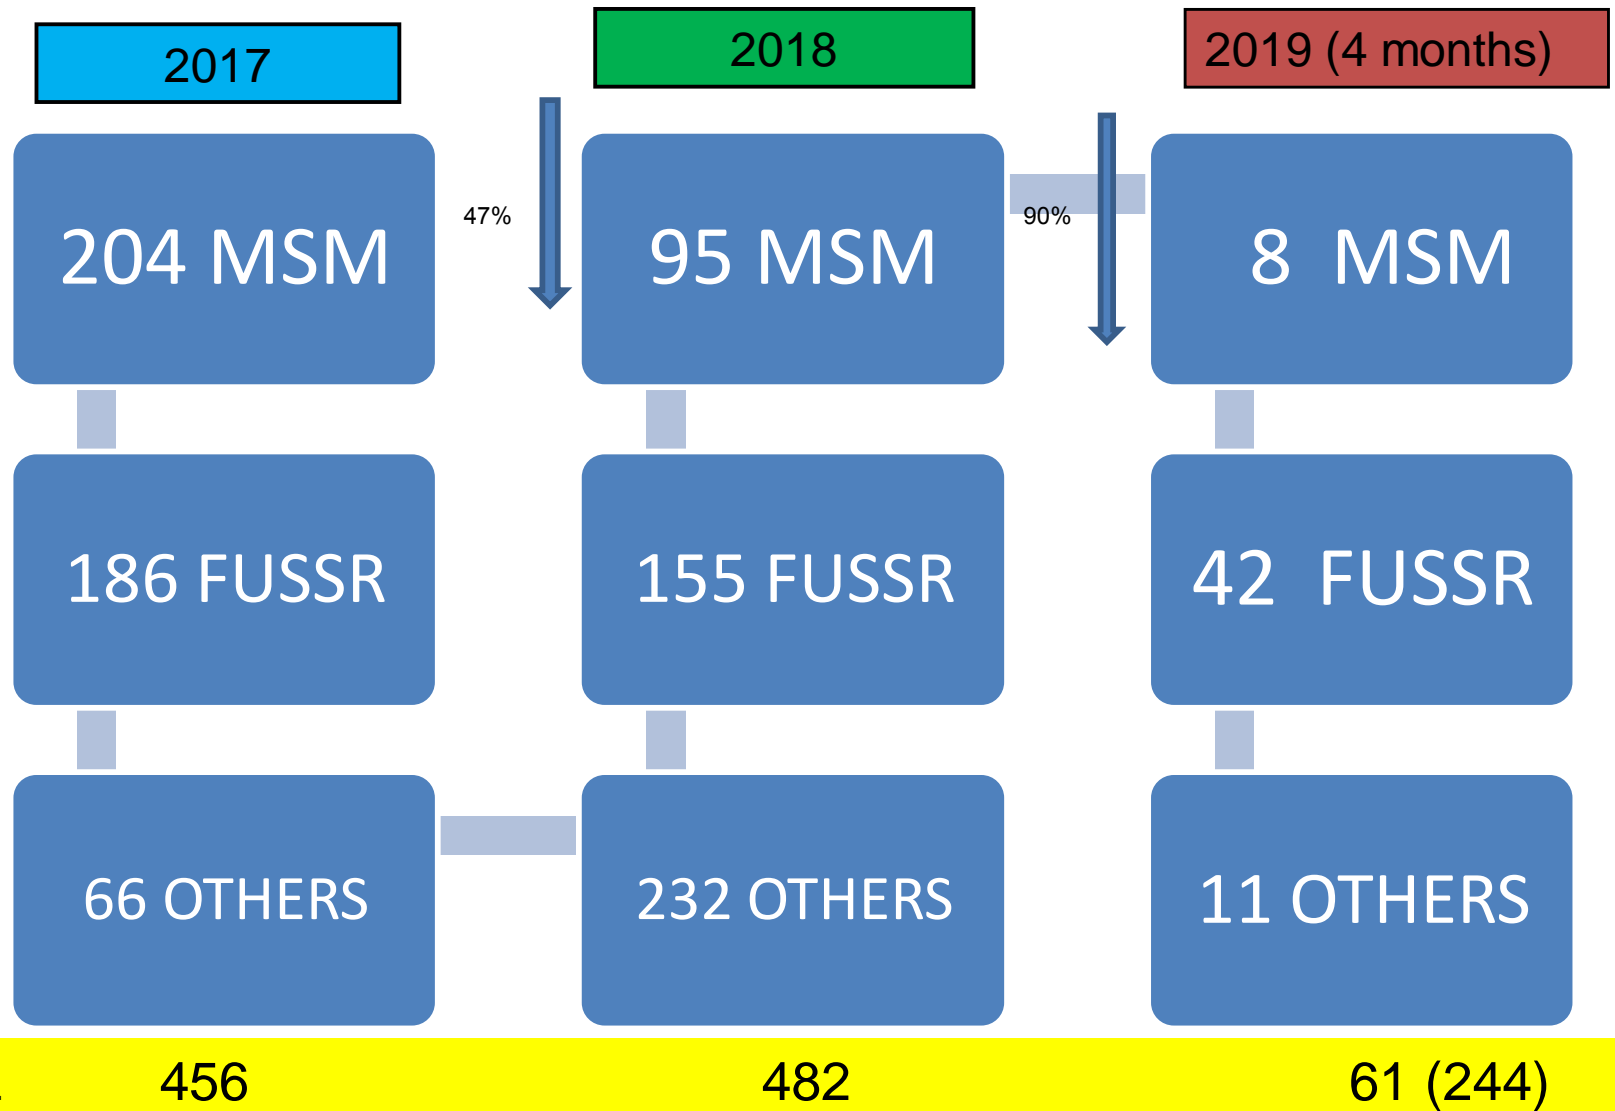 2017
2018
2019 (4 months)
204 MSM
47%
95 MSM
90%
8 MSM
186 FUSSR
155 FUSSR
42 FUSSR
66 OTHERS
232 OTHERS
11 OTHERS
456
482
61 (244)